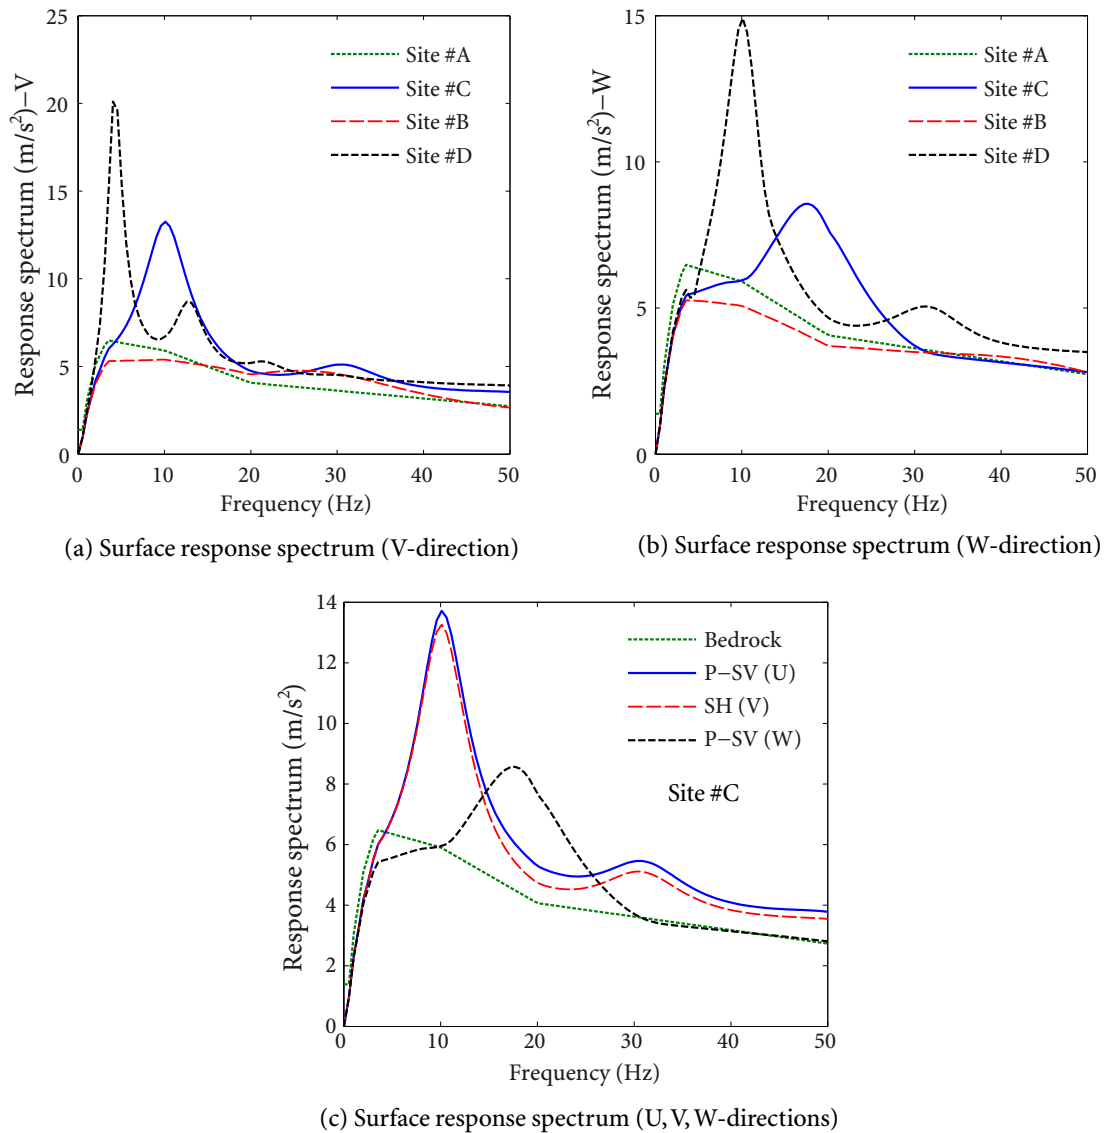 Response spectrum (m/s²)−V
25
20
15
10
5
0
Site #A
Site #C
Site #B
Site #D
0 10 20 30 40 50
Frequency (Hz)
(a) Surface response spectrum (V-direction)
Response spectrum (m/s²)−W
15
10
5
0
Site #A
Site #C
Site #B
Site #D
0 10 20 30 40 50
Frequency (Hz)
(b) Surface response spectrum (W-direction)
Response spectrum (m/s²)
14
12
10
8
6
4
2
0
Bedrock
P−SV (U)
SH (V)
P−SV (W)
Site #C
0 10 20 30 40 50
Frequency (Hz)
(c) Surface response spectrum (U, V, W-directions)